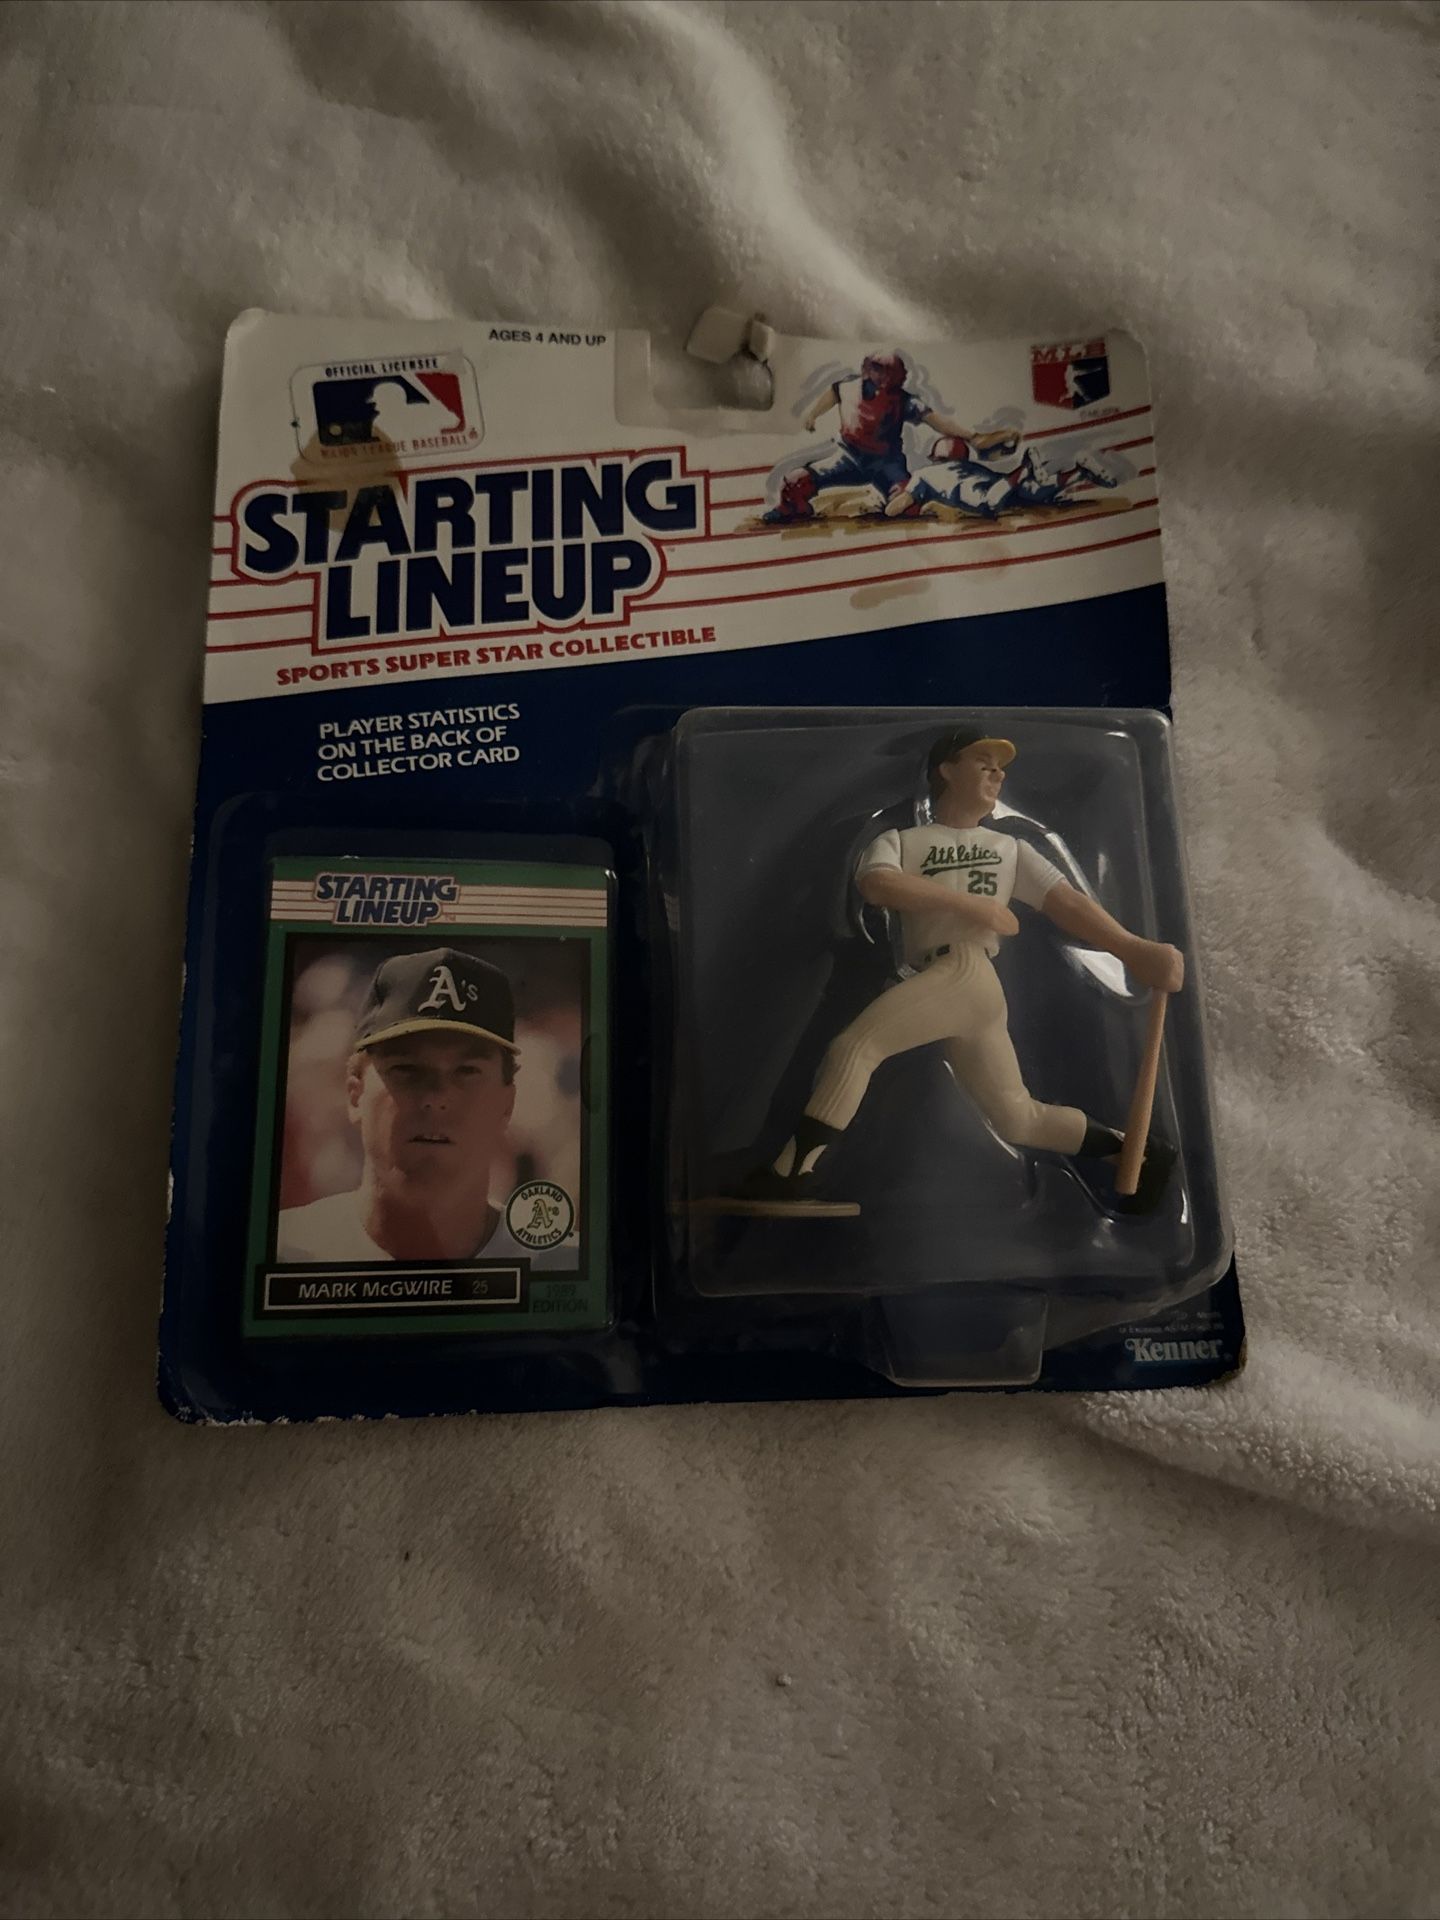 AGES 4 AND UP
OFFICIAL LICENSEE
MAJOR LEAGUE BASEBALL
MLB
STARTING
LINEUP
SPORTS SUPER STAR COLLECTIBLE
PLAYER STATISTICS
ON THE BACK OF
COLLECTOR CARD
STARTING
LINEUP
A's
OAKLAND
A's
ATHLETICS
MARK McGWIRE 25
1989
EDITION
Athletics
25
Kenner